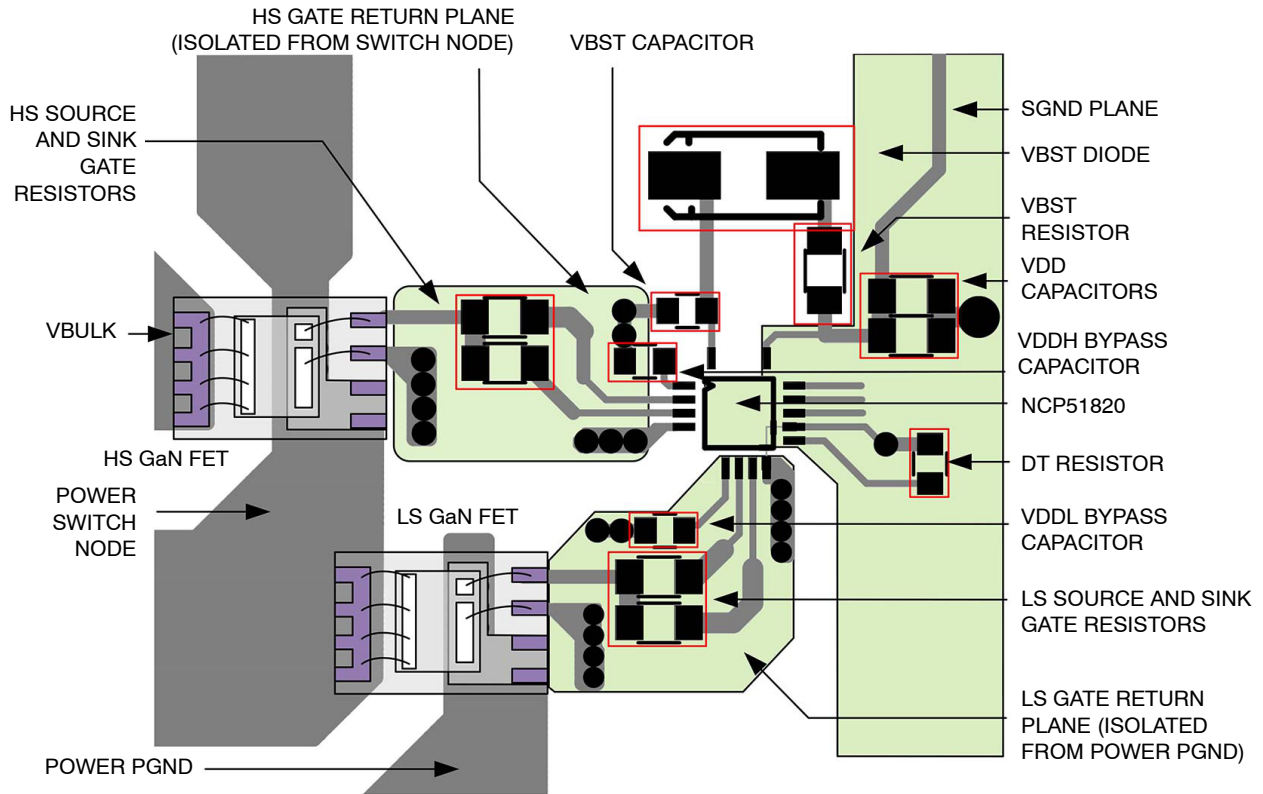 HS GATE RETURN PLANE
(ISOLATED FROM SWITCH NODE)
VBST CAPACITOR
HS SOURCE
AND SINK
GATE
RESISTORS
SGND PLANE
VBST DIODE
VBST
RESISTOR
VDD
CAPACITORS
VBULK
VDDH BYPASS
CAPACITOR
NCP51820
HS GaN FET
DT RESISTOR
POWER
SWITCH
NODE
LS GaN FET
VDDL BYPASS
CAPACITOR
LS SOURCE AND SINK
GATE RESISTORS
LS GATE RETURN
PLANE (ISOLATED
FROM POWER PGND)
POWER PGND